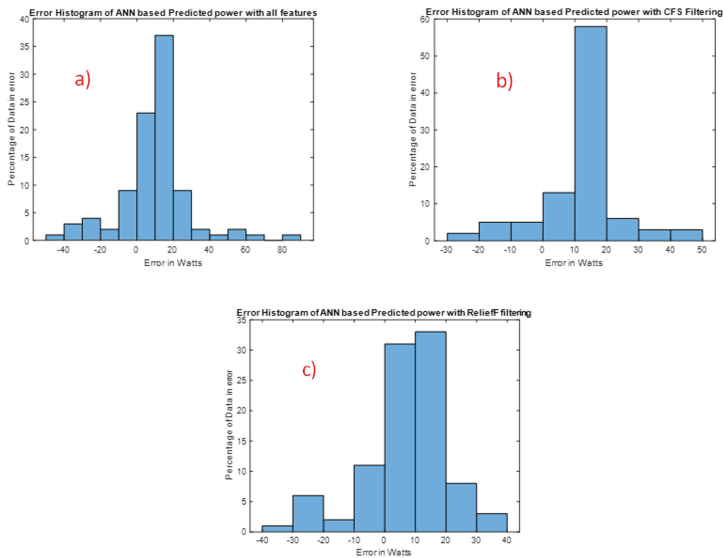 Error Histogram of ANN based Predicted power with all features
a)
Percentage of Data in error
40
35
30
25
20
15
10
5
0
-40 -20 0 20 40 60 80
Error in Watts
Error Histogram of ANN based Predicted power with CFS Filtering
b)
Percentage of Data in error
60
50
40
30
20
10
0
-30 -20 -10 0 10 20 30 40 50
Error in Watts
Error Histogram of ANN based Predicted power with ReliefF filtering
c)
Percentage of Data in error
35
30
25
20
15
10
5
0
-40 -30 -20 -10 0 10 20 30 40
Error in Watts